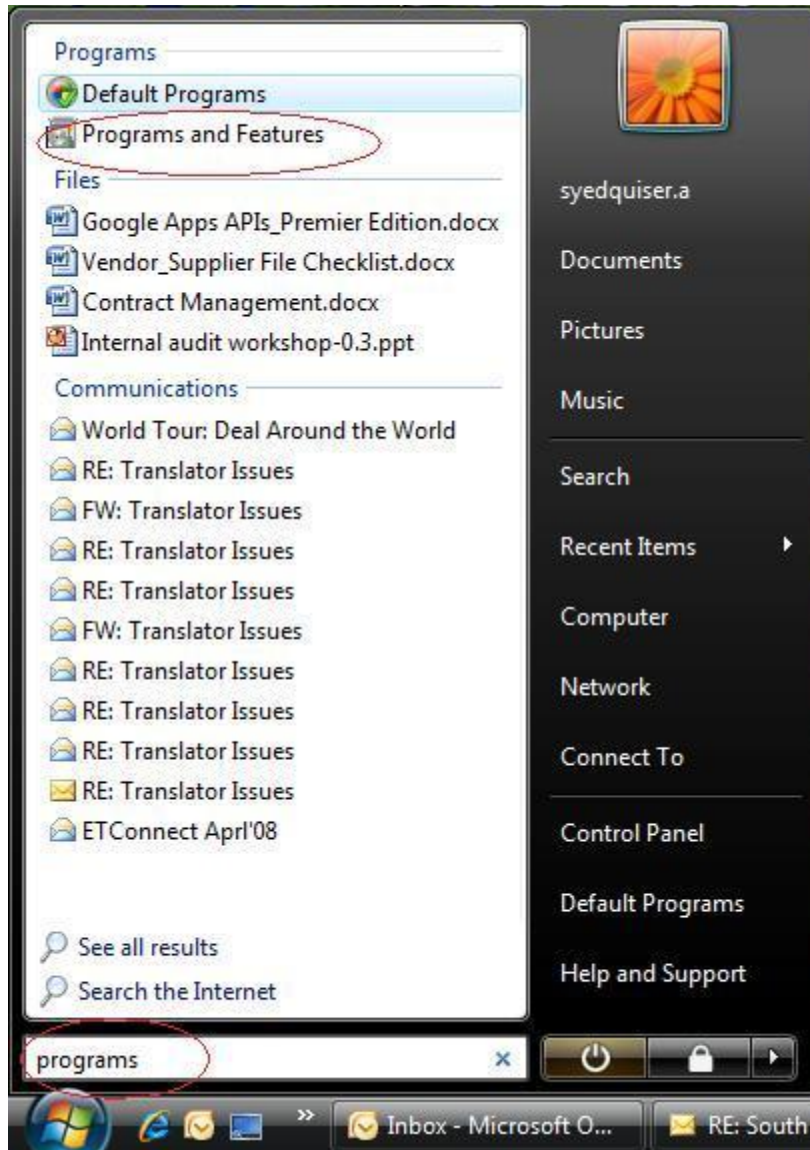 Programs
Default Programs
Programs and Features
Files
Google Apps APIs_Premier Edition.docx
Vendor_Supplier File Checklist.docx
Contract Management.docx
Internal audit workshop-0.3.ppt
Communications
World Tour: Deal Around the World
RE: Translator Issues
FW: Translator Issues
RE: Translator Issues
RE: Translator Issues
FW: Translator Issues
RE: Translator Issues
RE: Translator Issues
RE: Translator Issues
RE: Translator Issues
ETConnect Aprl'08
See all results
Search the Internet
programs
syedquiser.a
Documents
Pictures
Music
Search
Recent Items
Computer
Network
Connect To
Control Panel
Default Programs
Help and Support
Inbox - Microsoft O...
RE: South